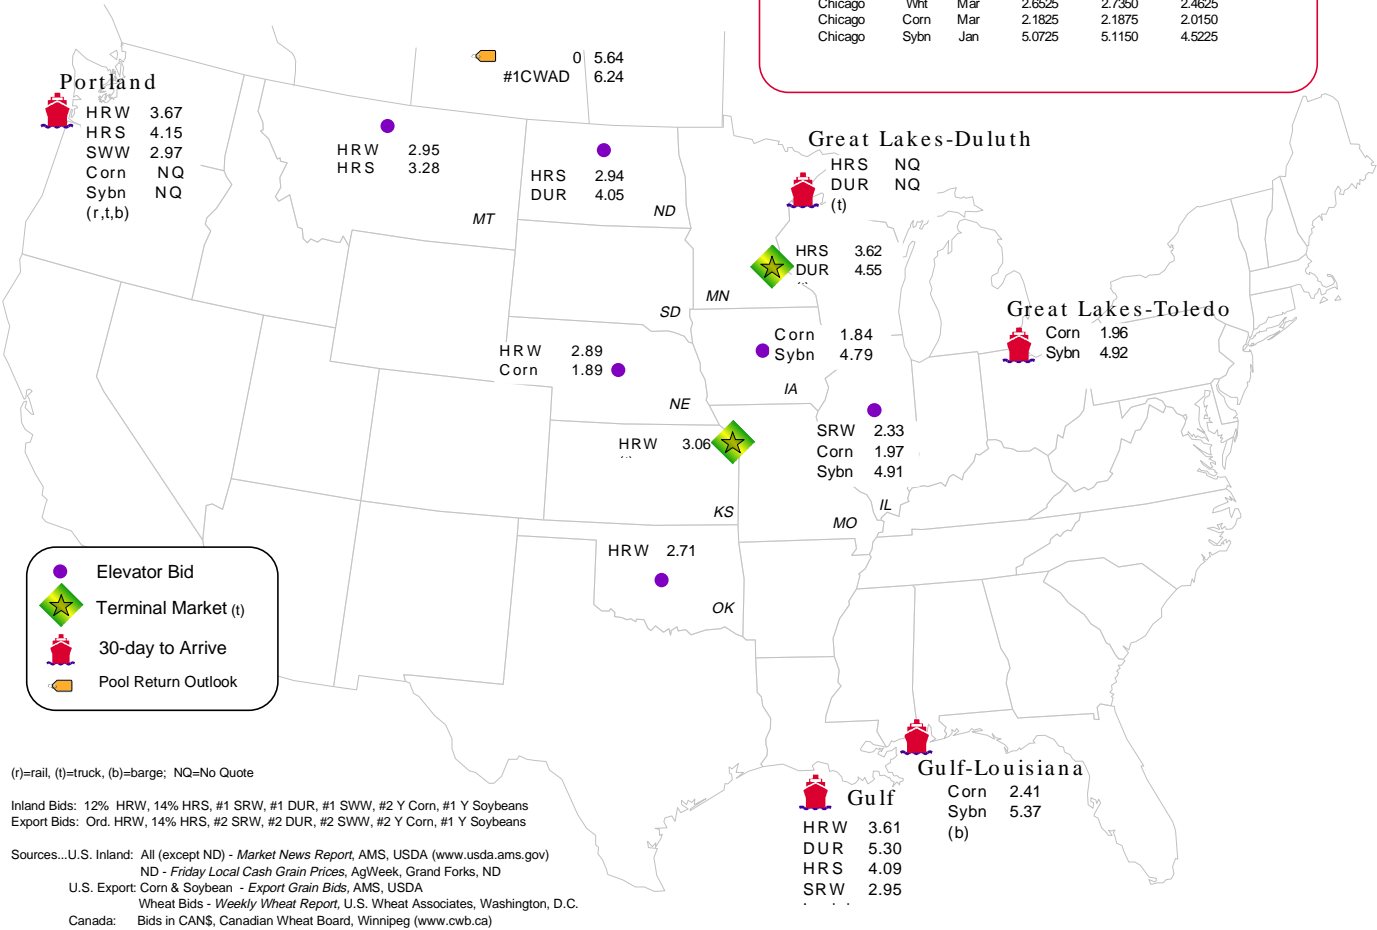 Chicago Wht Mar 2.6525 2.7350 2.4625
Chicago Corn Mar 2.1825 2.1875 2.0150
Chicago Sybn Jan 5.0725 5.1150 4.5225
0 5.64
#1CWAD 6.24
Portland
HRW 3.67
HRS 4.15
SWW 2.97
Corn NQ
Sybn NQ
(r,t,b)
HRW 2.95
HRS 3.28
MT
HRS 2.94
DUR 4.05
ND
Great Lakes-Duluth
HRS NQ
DUR NQ
(t)
HRS 3.62
DUR 4.55
MN
SD
Great Lakes-Toledo
Corn 1.96
Sybn 4.92
Corn 1.84
Sybn 4.79
IA
HRW 2.89
Corn 1.89
NE
SRW 2.33
Corn 1.97
Sybn 4.91
IL
HRW 3.06
KS
MO
HRW 2.71
OK
Elevator Bid
Terminal Market (t)
30-day to Arrive
Pool Return Outlook
Gulf-Louisiana
Corn 2.41
Sybn 5.37
(b)
Gulf
HRW 3.61
DUR 5.30
HRS 4.09
SRW 2.95
(r)=rail, (t)=truck, (b)=barge; NQ=No Quote
Inland Bids: 12% HRW, 14% HRS, #1 SRW, #1 DUR, #1 SWW, #2 Y Corn, #1 Y Soybeans
Export Bids: Ord. HRW, 14% HRS, #2 SRW, #2 DUR, #2 SWW, #2 Y Corn, #1 Y Soybeans
Sources...U.S. Inland: All (except ND) - Market News Report, AMS, USDA (www.usda.ams.gov)
ND - Friday Local Cash Grain Prices, AgWeek, Grand Forks, ND
U.S. Export: Corn & Soybean - Export Grain Bids, AMS, USDA
Wheat Bids - Weekly Wheat Report, U.S. Wheat Associates, Washington, D.C.
Canada: Bids in CAN$, Canadian Wheat Board, Winnipeg (www.cwb.ca)